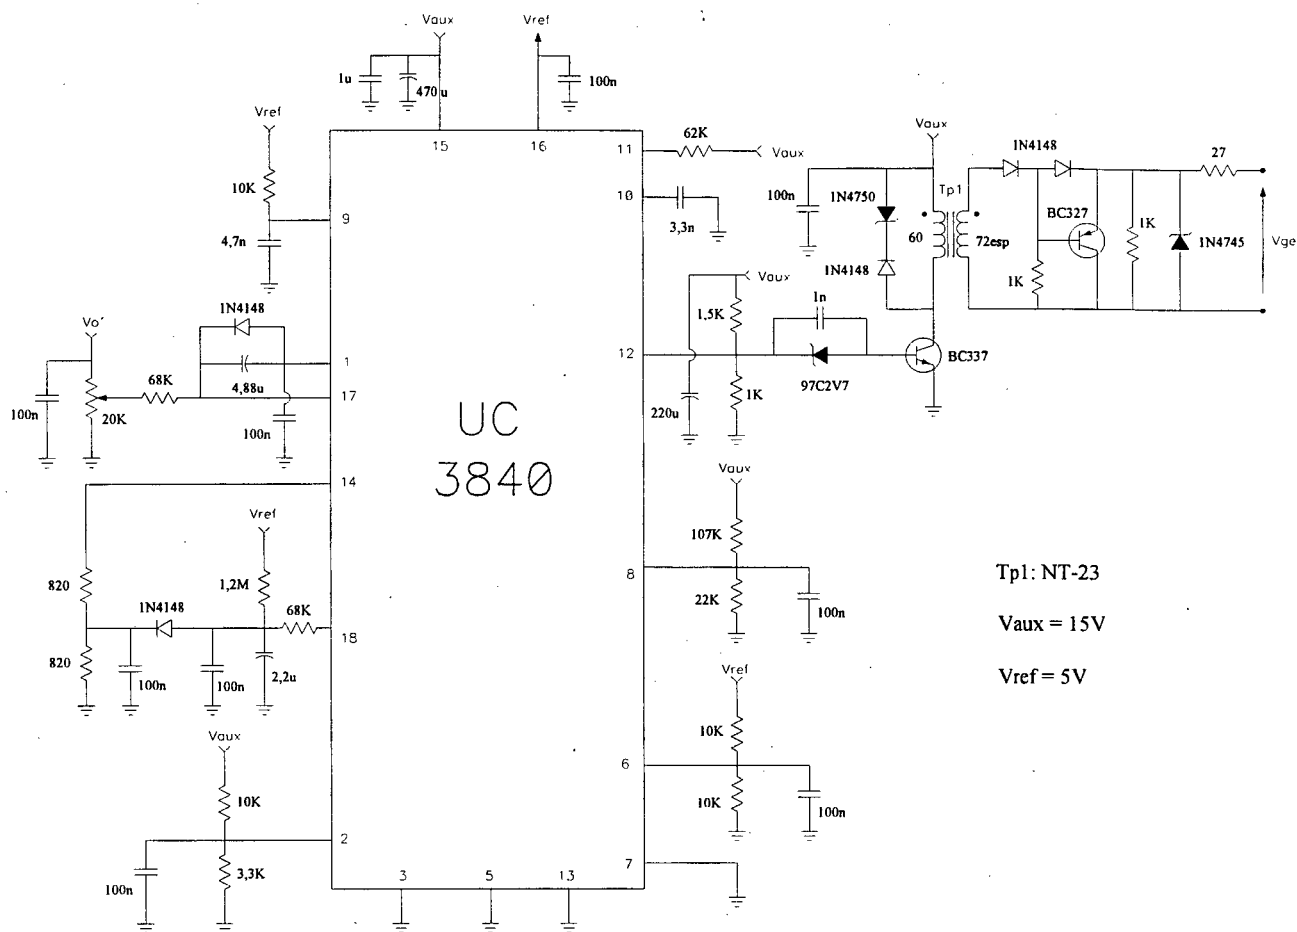 Vaux
Vref
1u
470u
100n
Vref
15
16
11
62K
Vaux
Vaux
1N4148
27
10K
9
10
100n
1N4750
Tp1
BC327
1K
4,7n
3,3n
60
72esp
1N4745
Vge
1N4148
1K
Vaux
1N4148
1n
Vo'
1,5K
1
12
BC337
68K
4,88u
97C2V7
100n
20K
17
100n
220u
1K
UC
3840
14
Vaux
Vref
107K
820
1,2M
8
Tp1: NT-23
1N4148
68K
22K
100n
Vaux = 15V
18
820
100n
100n
2,2u
Vref
Vref = 5V
Vaux
10K
6
10K
10K
100n
2
7
100n
3,3K
3
5
13